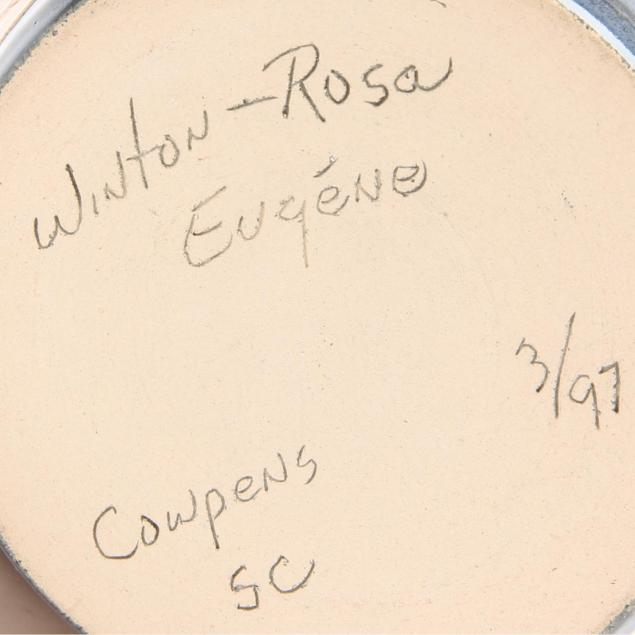 Winton-Rosa
Eugéne
3/97
Cowpens
SC